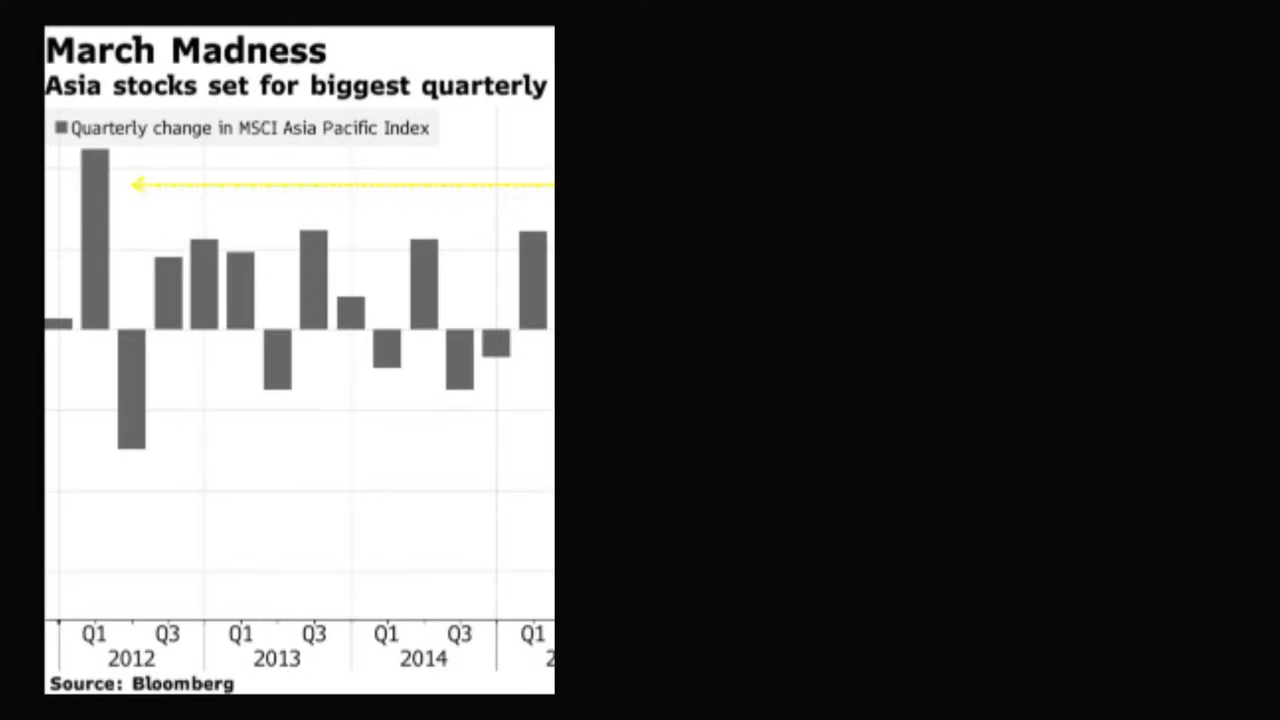 March Madness
Asia stocks set for biggest quarterly
Quarterly change in MSCI Asia Pacific Index
Q1 Q3 Q1 Q3 Q1 Q3 Q1
2012 2013 2014
Source: Bloomberg